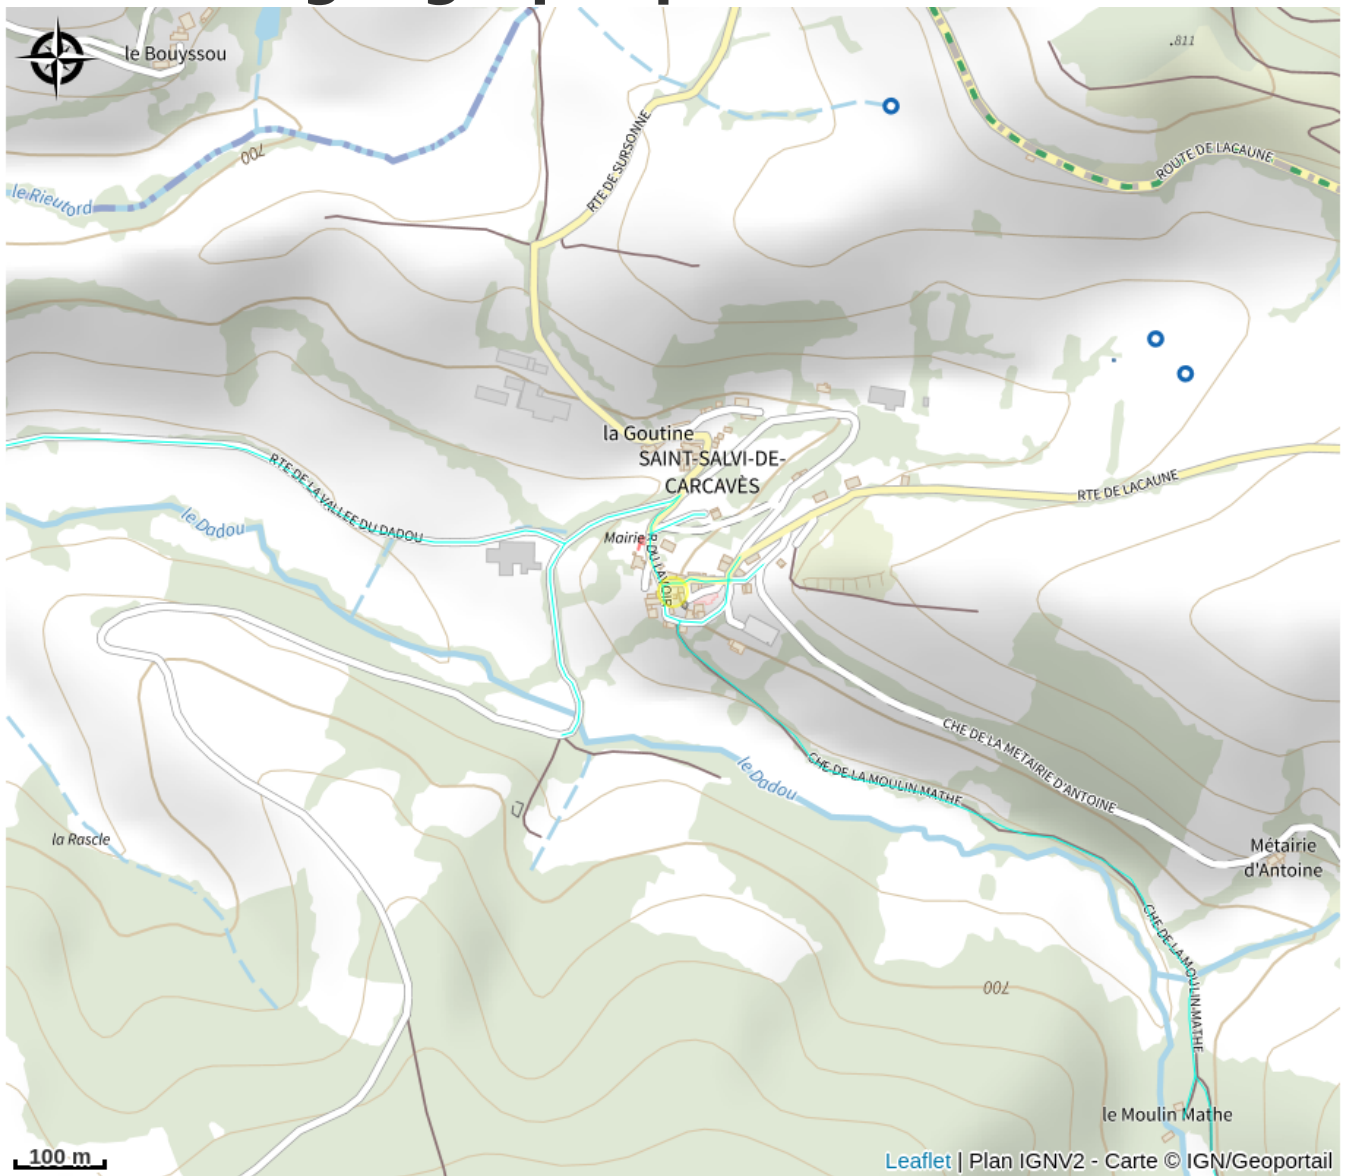 le Bouyssou
.811
700
le Rieutord
RTE DE SURSONNE
ROUTE DE LACAUNE
la Goutine
SAINT-SALVI-DE-
CARCAVÈS
RTE DE LA VALLEE DU DADOU
RTE DE LACAUNE
le Dadou
Mairie
R DU LAVOIR
CHE DE LA METAIRIE D'ANTOINE
le Dadou
CHE DE LA MOULIN MATHE
la Rascle
Métairie
d'Antoine
CHE DE LA MOULIN MATHE
700
le Moulin Mathe
100 m
Leaflet | Plan IGNV2 - Carte © IGN/Geoportail